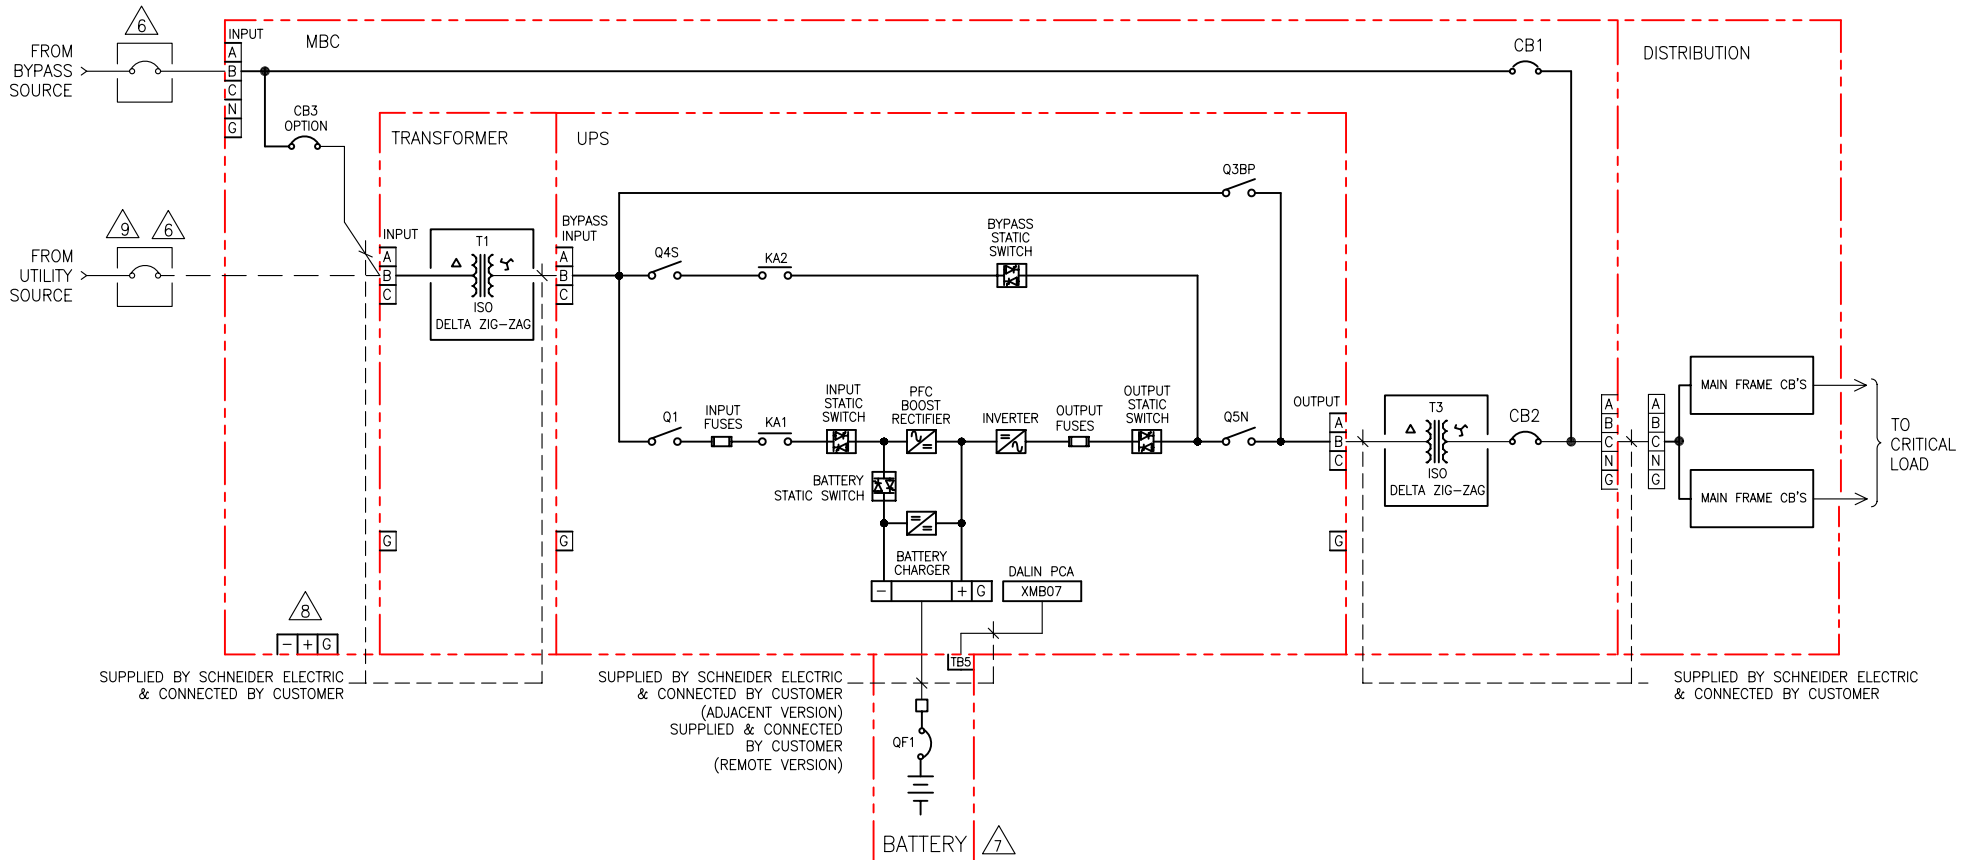 6
FROM
BYPASS
SOURCE
INPUT
A
B
C
N
G
MBC
CB1
DISTRIBUTION
CB3
OPTION
TRANSFORMER
UPS
Q3BP
9
6
FROM
UTILITY
SOURCE
INPUT
A
B
C
T1
ISO
DELTA ZIG-ZAG
BYPASS
INPUT
A
B
C
Q4S
KA2
BYPASS
STATIC
SWITCH
Q1
INPUT
FUSES
KA1
INPUT
STATIC
SWITCH
PFC
BOOST
RECTIFIER
INVERTER
OUTPUT
FUSES
OUTPUT
STATIC
SWITCH
Q5N
OUTPUT
A
B
C
T3
ISO
DELTA ZIG-ZAG
CB2
A
B
C
N
G
A
B
C
N
G
MAIN FRAME CB'S
MAIN FRAME CB'S
TO
CRITICAL
LOAD
BATTERY
STATIC SWITCH
G
G
G
BATTERY
CHARGER
- + G
DALIN PCA
XMB07
8
- + G
TB5
SUPPLIED BY SCHNEIDER ELECTRIC
& CONNECTED BY CUSTOMER
SUPPLIED BY SCHNEIDER ELECTRIC
& CONNECTED BY CUSTOMER
(ADJACENT VERSION)
SUPPLIED & CONNECTED
BY CUSTOMER
(REMOTE VERSION)
SUPPLIED BY SCHNEIDER ELECTRIC
& CONNECTED BY CUSTOMER
QF1
BATTERY
7